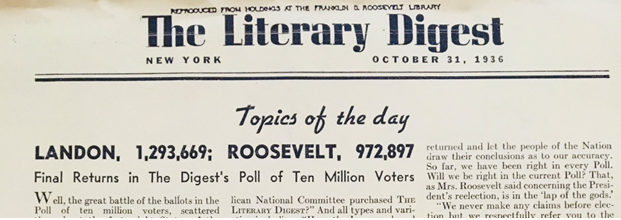 REPRODUCED FROM HOLDINGS AT THE FRANKLIN D. ROOSEVELT LIBRARY
The Literary Digest
NEW YORK OCTOBER 31, 1936
Topics of the day
LANDON, 1,293,669; ROOSEVELT, 972,897
Final Returns in The Digest's Poll of Ten Million Voters
Well, the great battle of the ballots in the
Poll of ten million voters, scattered
lican National Committee purchased THE
LITERARY DIGEST?" And all types and vari-
returned and let the people of the Nation
draw their conclusions as to our accuracy.
So far, we have been right in every Poll.
Will we be right in the current Poll? That,
as Mrs. Roosevelt said concerning the Presi-
dent's reelection, is in the 'lap of the gods.'
"We never make any claims before elec-
tion but we respectfully refer you to the